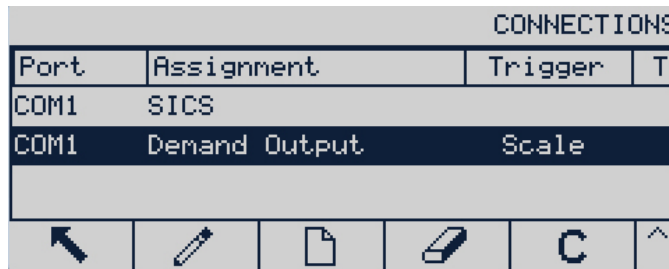 CONNECTIONS
Port Assignment Trigger T
COM1 SICS
COM1 Demand Output Scale
C